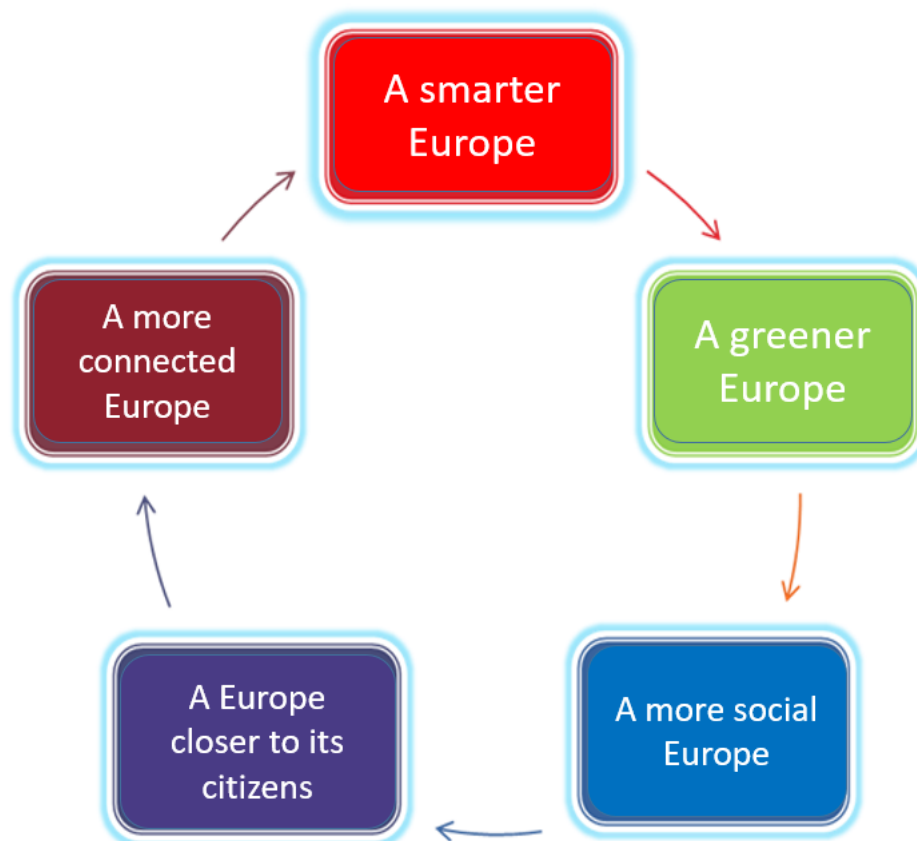 A smarter
Europe
A greener
Europe
A more social
Europe
A Europe
closer to its
citizens
A more
connected
Europe